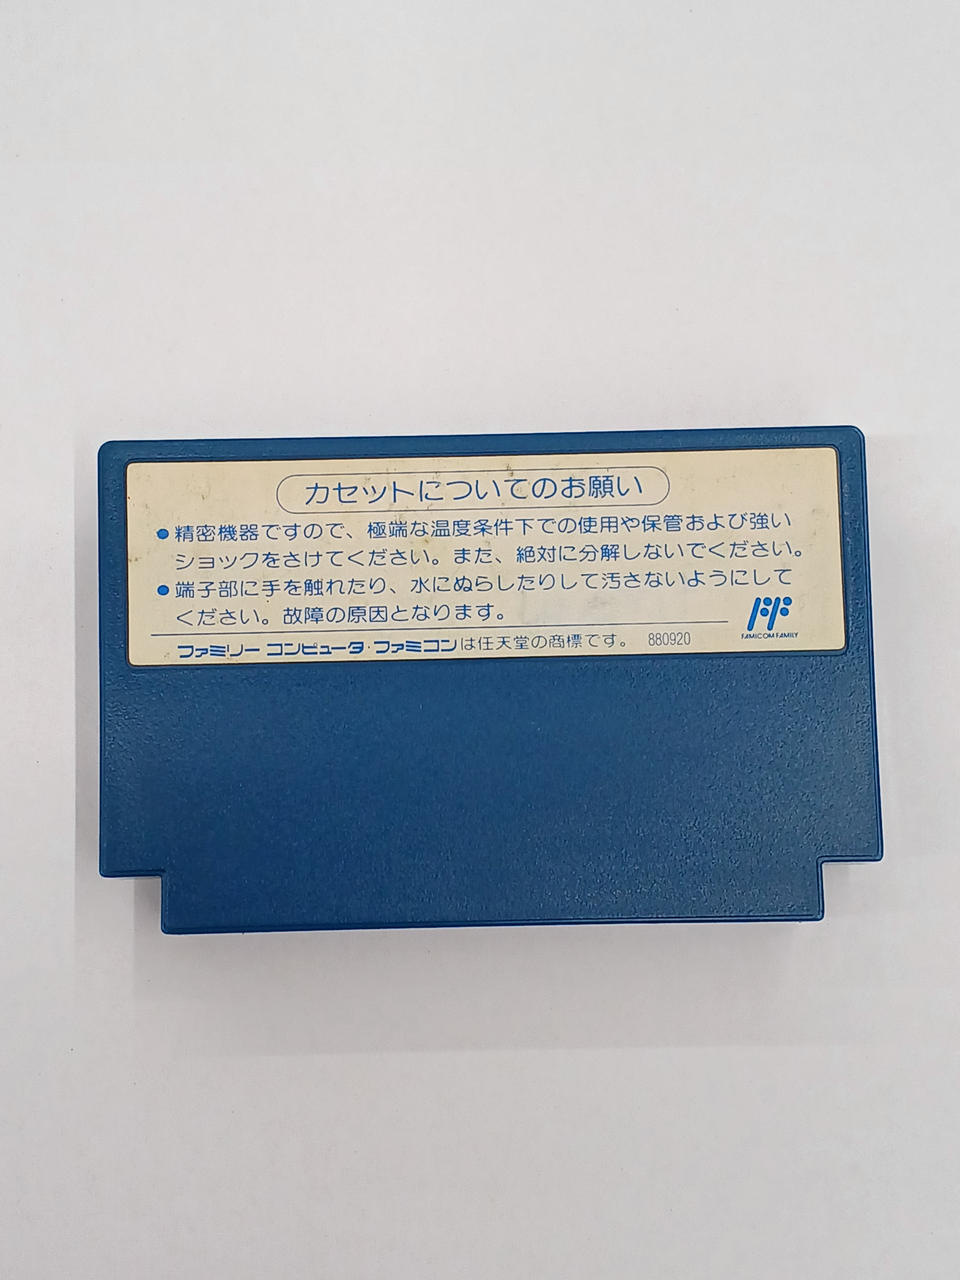 カセットについてのお願い
●精密機器ですので、極端な温度条件下での使用や保管および強い
ショックをさけてください。また、絶対に分解しないでください。
●端子部に手を触れたり、水にぬらしたりして汚さないようにして
ください。故障の原因となります。
FAMICOM FAMILY
ファミリー コンピュータ・ファミコンは任天堂の商標です。 880920